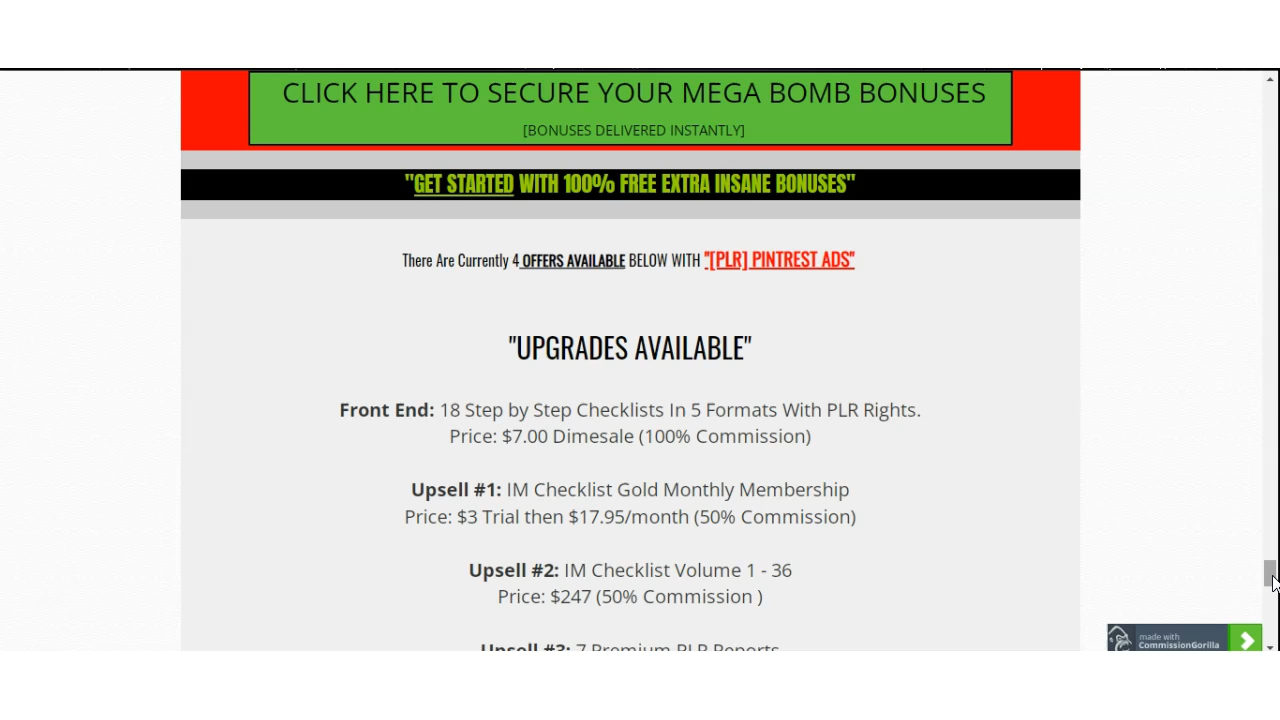 CLICK HERE TO SECURE YOUR MEGA BOMB BONUSES
[BONUSES DELIVERED INSTANTLY]
"GET STARTED WITH 100% FREE EXTRA INSANE BONUSES"
There Are Currently 4 OFFERS AVAILABLE BELOW WITH "[PLR] PINTREST ADS"
"UPGRADES AVAILABLE"
Front End: 18 Step by Step Checklists In 5 Formats With PLR Rights.
Price: $7.00 Dimesale (100% Commission)
Upsell #1: IM Checklist Gold Monthly Membership
Price: $3 Trial then $17.95/month (50% Commission)
Upsell #2: IM Checklist Volume 1 - 36
Price: $247 (50% Commission )
Upsell #3: 7 Premium PLR Reports
made with
CommissionGorilla